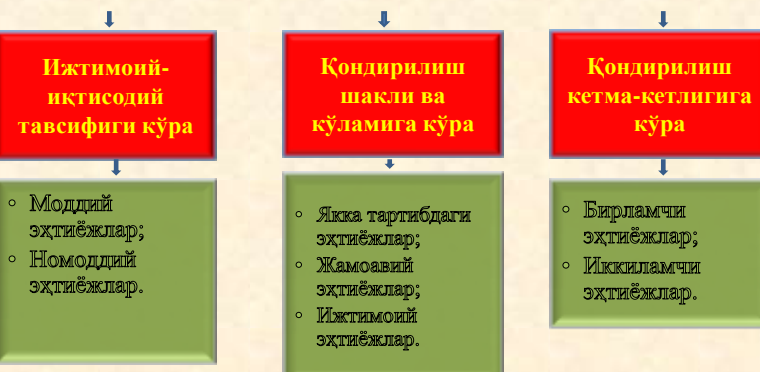 Ижтимоий-
иқтисодий
тавсифиги кўра
Моддий
эҳтиёжлар;
Номоддий
эҳтиёжлар.
Қондирилиш
шакли ва
кўламига кўра
Якка тартибдаги
эҳтиёжлар;
Жамоавий
эҳтиёжлар;
Ижтимоий
эҳтиёжлар.
Қондирилиш
кетма-кетлигига
кўра
Бирламчи
эҳтиёжлар;
Иккиламчи
эҳтиёжлар.